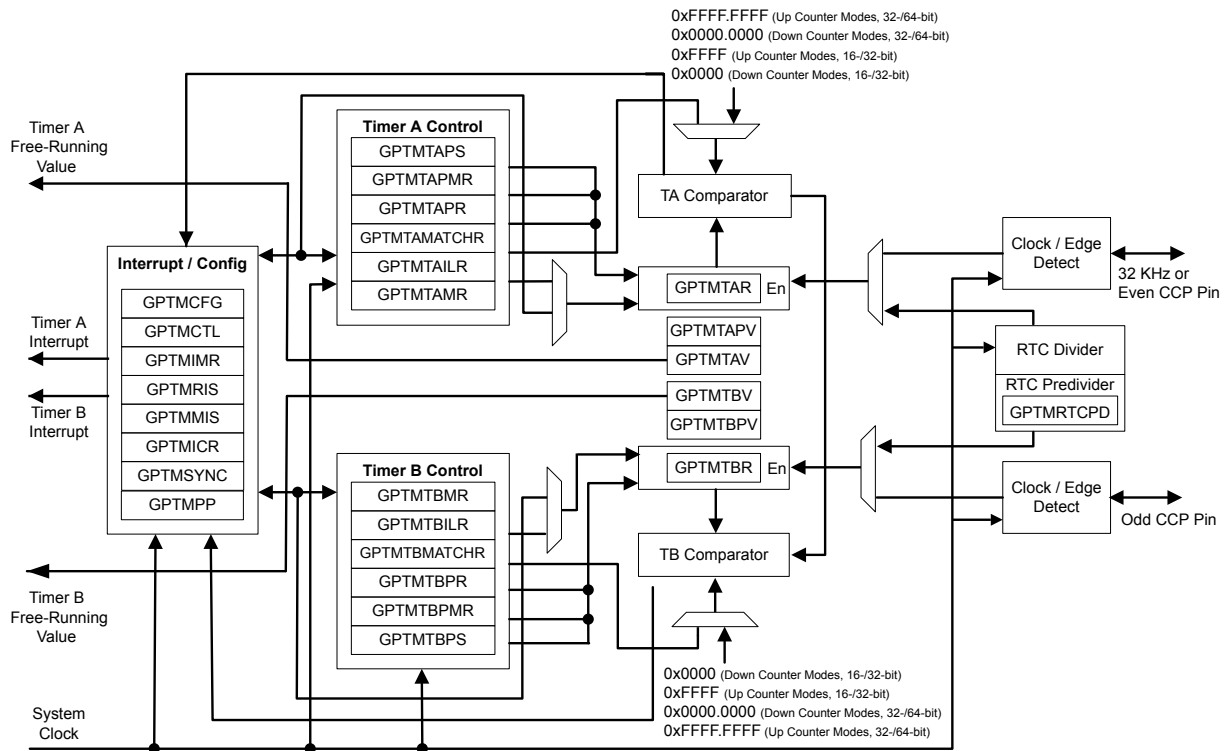 0xFFFF.FFFF (Up Counter Modes, 32-/64-bit)
0x0000.0000 (Down Counter Modes, 32-/64-bit)
0xFFFF (Up Counter Modes, 16-/32-bit)
0x0000 (Down Counter Modes, 16-/32-bit)
Timer A
Free-Running
Value
Timer A Control
GPTMTAPS
GPTMTAPMR
GPTMTAPR
GPTMTAMATCHR
GPTMTAILR
GPTMTAMR
TA Comparator
GPTMTAR
En
Clock / Edge
Detect
32 KHz or
Even CCP Pin
Interrupt / Config
GPTMCFG
GPTMCTL
GPTMIMR
GPTMRIS
GPTMMIS
GPTMICR
GPTMSYNC
GPTMPP
Timer A
Interrupt
Timer B
Interrupt
GPTMTAPV
GPTMTAV
GPTMTBV
GPTMTBPV
RTC Divider
RTC Predivider
GPTMRTCPD
Timer B Control
GPTMTBMR
GPTMTBILR
GPTMTBMATCHR
GPTMTBPR
GPTMTBPMR
GPTMTBPS
GPTMTBR
En
TB Comparator
Clock / Edge
Detect
Odd CCP Pin
Timer B
Free-Running
Value
0x0000 (Down Counter Modes, 16-/32-bit)
0xFFFF (Up Counter Modes, 16-/32-bit)
0x0000.0000 (Down Counter Modes, 32-/64-bit)
0xFFFF.FFFF (Up Counter Modes, 32-/64-bit)
System
Clock